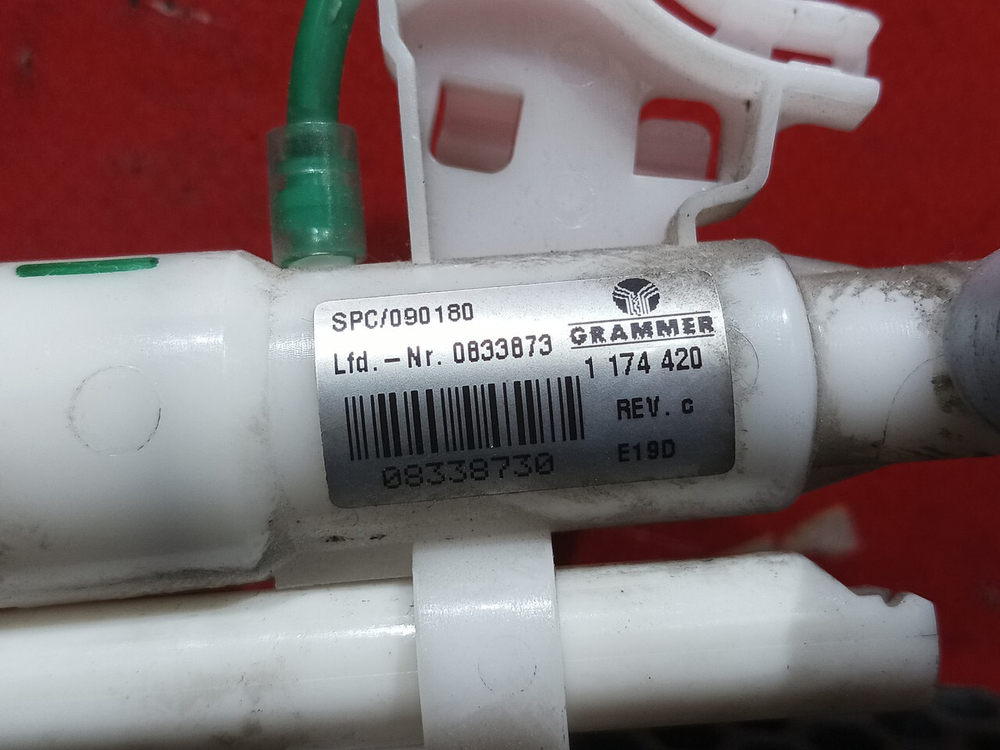 SPC/090180
GRAMMER
Lfd. -Nr. 0833873
1 174 420
REV. c
E19D
08338730